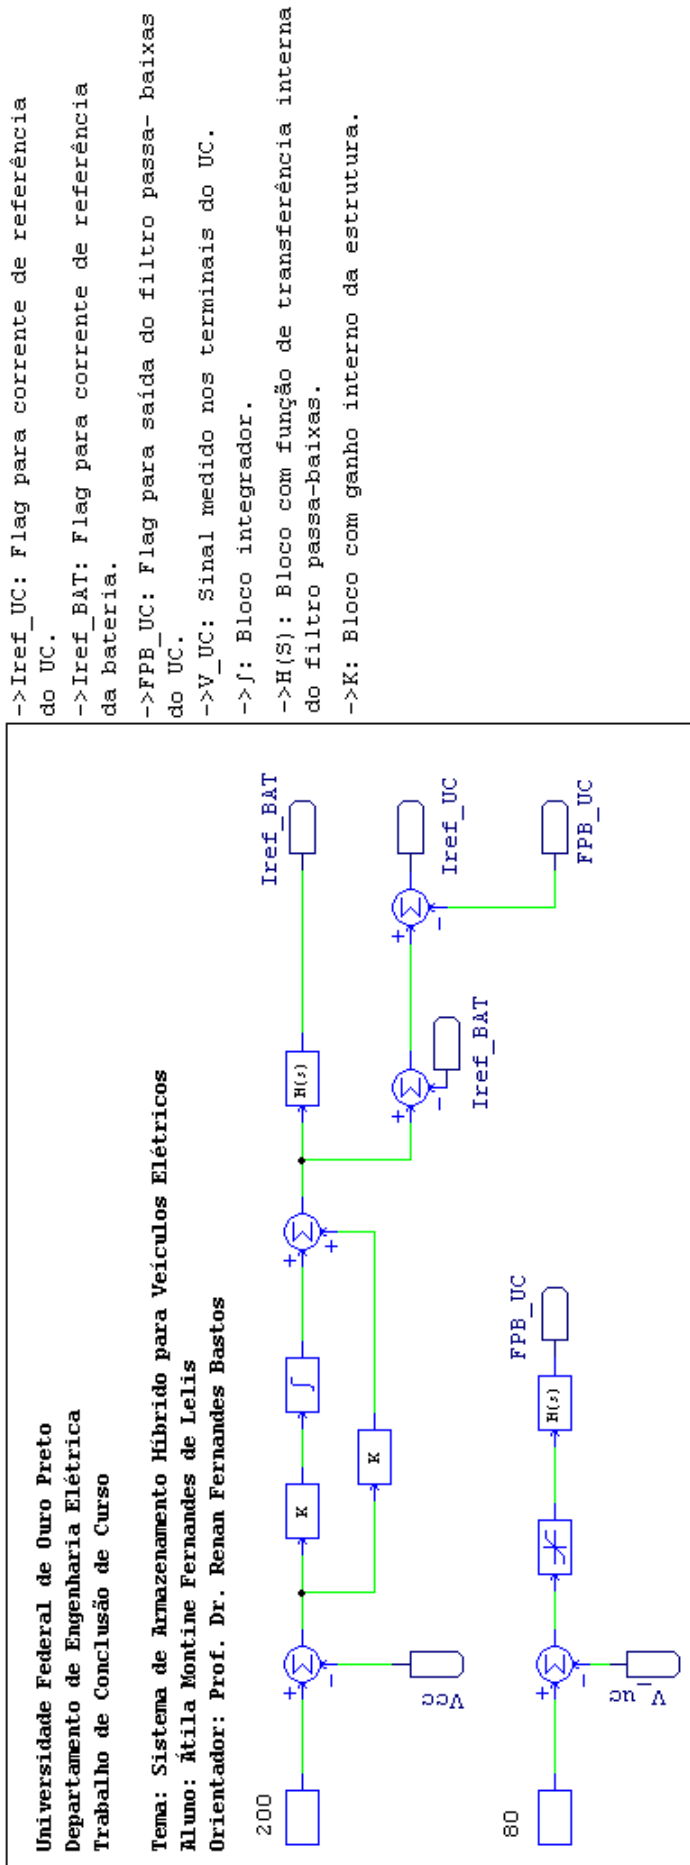 Universidade Federal de Ouro Preto
Departamento de Engenharia Elétrica
Trabalho de Conclusão de Curso
Tema: Sistema de Armazenamento Híbrido para Veículos Elétricos
Aluno: Átila Montine Fernandes de Lelis
Orientador: Prof. Dr. Renan Fernandes Bastos
200
+
-
Vcc
K
∫
K
+
+
H(s)
Iref_BAT
+
-
Iref_BAT
+
-
Iref_UC
FPB_UC
80
+
-
V_uc
H(s)
FPB_UC
->Iref_UC: Flag para corrente de referência
do UC.
->Iref_BAT: Flag para corrente de referência
da bateria.
->FPB_UC: Flag para saída do filtro passa- baixas
do UC.
->V_UC: Sinal medido nos terminais do UC.
->∫: Bloco integrador.
->H(S): Bloco com função de transferência interna
do filtro passa-baixas.
->K: Bloco com ganho interno da estrutura.